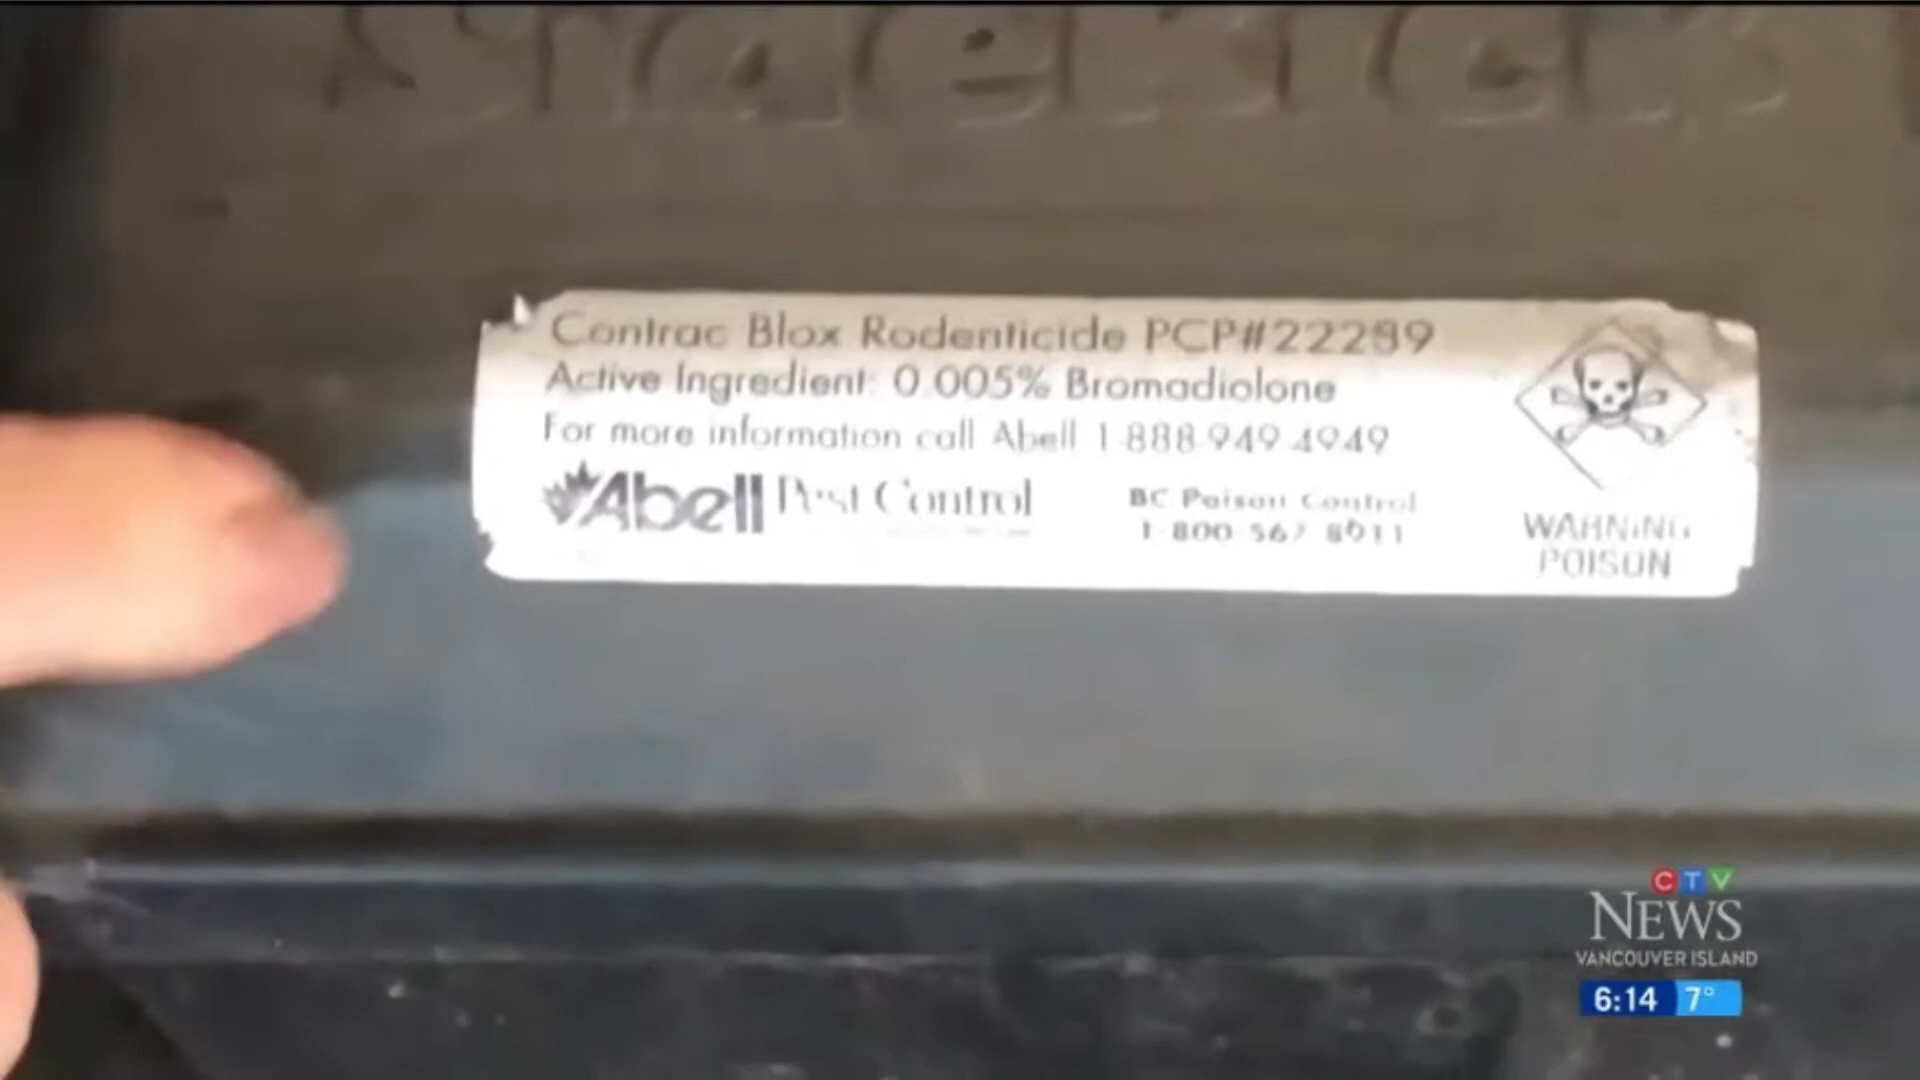 Contrac Blox Rodenticide PCP#22239
Active Ingredient: 0.005% Bromadiolone
For more information call Abell 1 888 949 4949
Abell Pest Control
BC Poison Control
1 800 567 8911
WARNING
POISON
CTV
NEWS
VANCOUVER ISLAND
6:14 7°